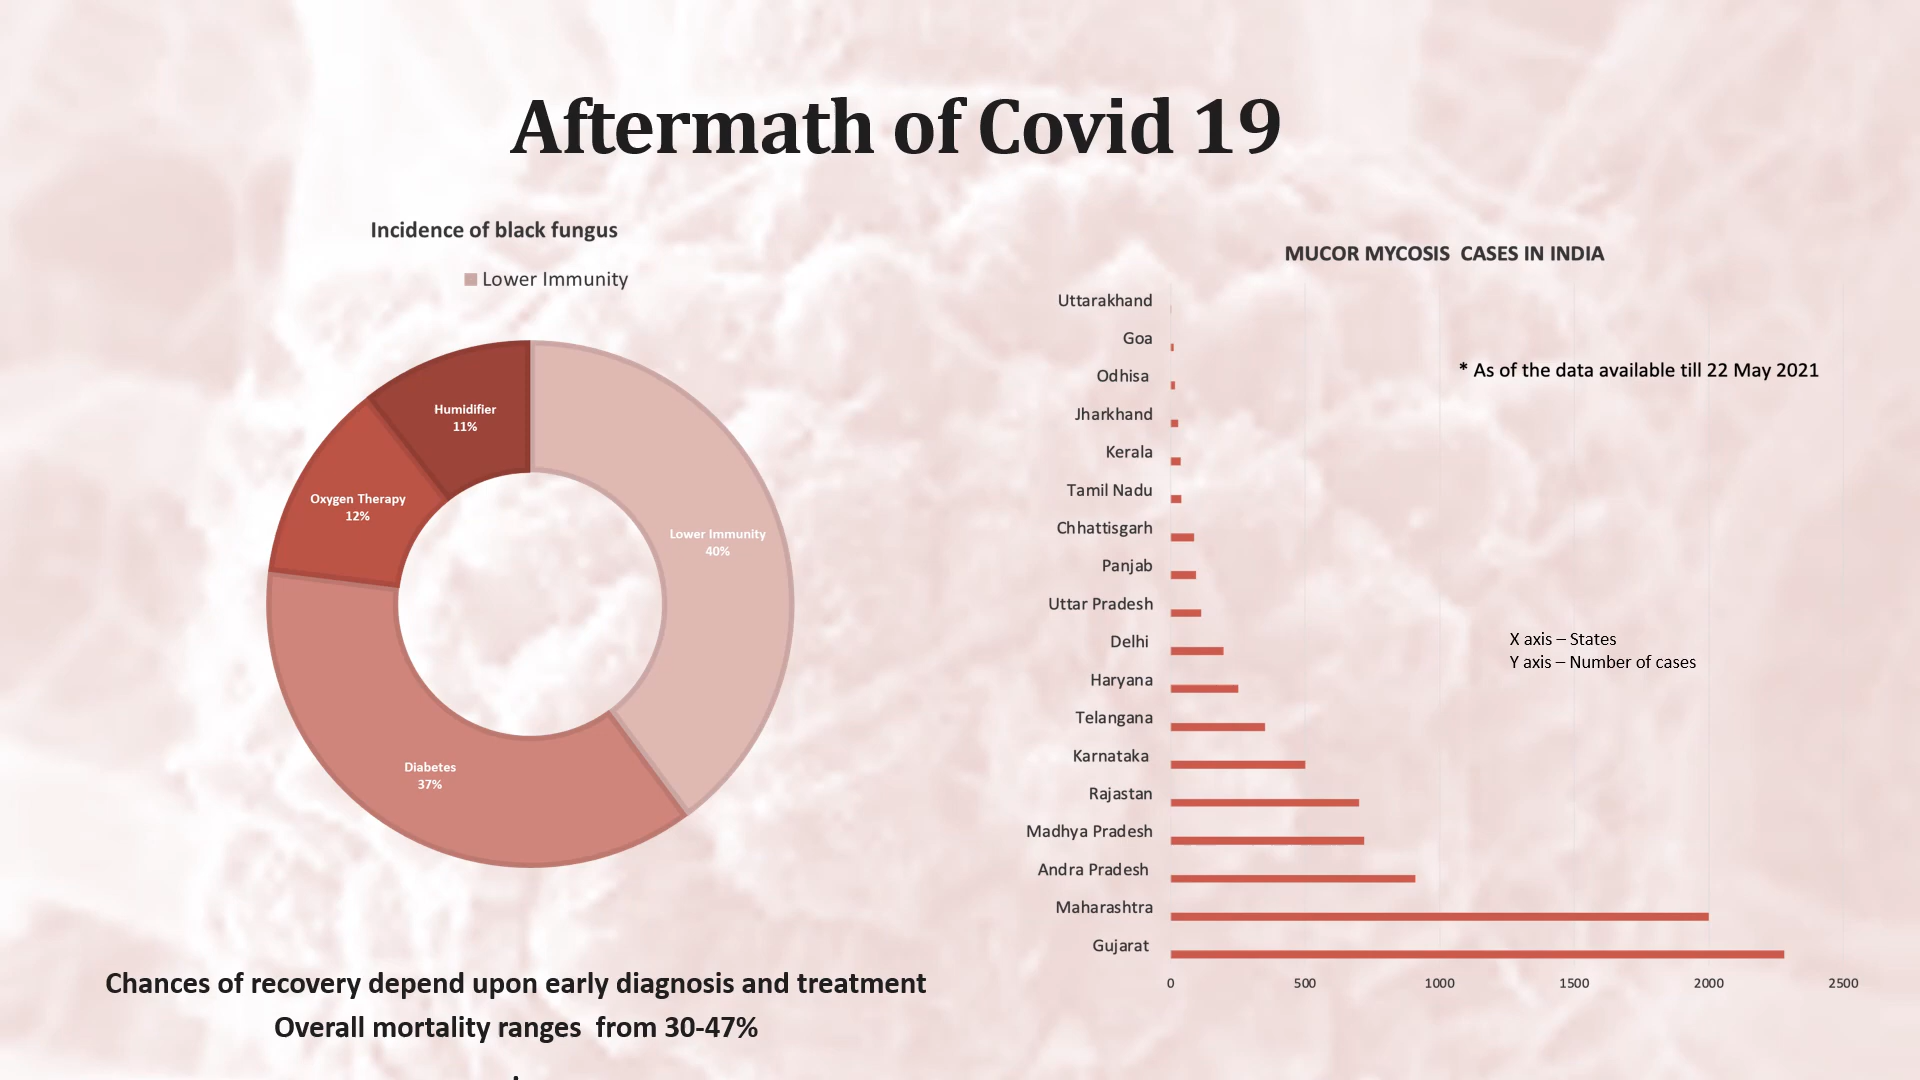 Aftermath of Covid 19
Incidence of black fungus
Lower Immunity
Humidifier
11%
Oxygen Therapy
12%
Lower Immunity
40%
Diabetes
37%
Chances of recovery depend upon early diagnosis and treatment
Overall mortality ranges  from 30-47%
MUCOR MYCOSIS  CASES IN INDIA
* As of the data available till 22 May 2021
X axis – States
Y axis – Number of cases
Uttarakhand
Goa
Odhisa
Jharkhand
Kerala
Tamil Nadu
Chhattisgarh
Panjab
Uttar Pradesh
Delhi
Haryana
Telangana
Karnataka
Rajastan
Madhya Pradesh
Andra Pradesh
Maharashtra
Gujarat
0 500 1000 1500 2000 2500